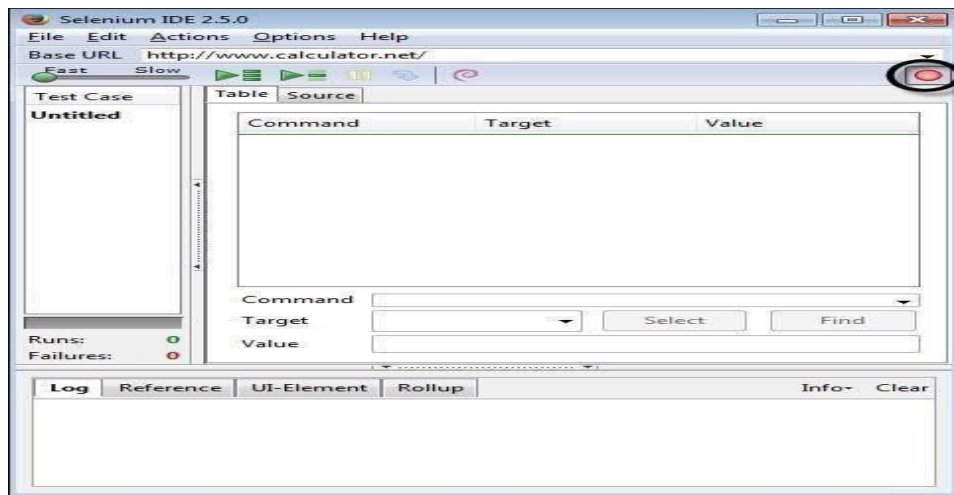 Selenium IDE 2.5.0
File Edit Actions Options Help
Base URL http://www.calculator.net/
Fast Slow
Test Case
Table Source
Untitled
Command Target Value
Command
Target Select Find
Value
Runs: 0
Failures: 0
Log Reference UI-Element Rollup Info Clear